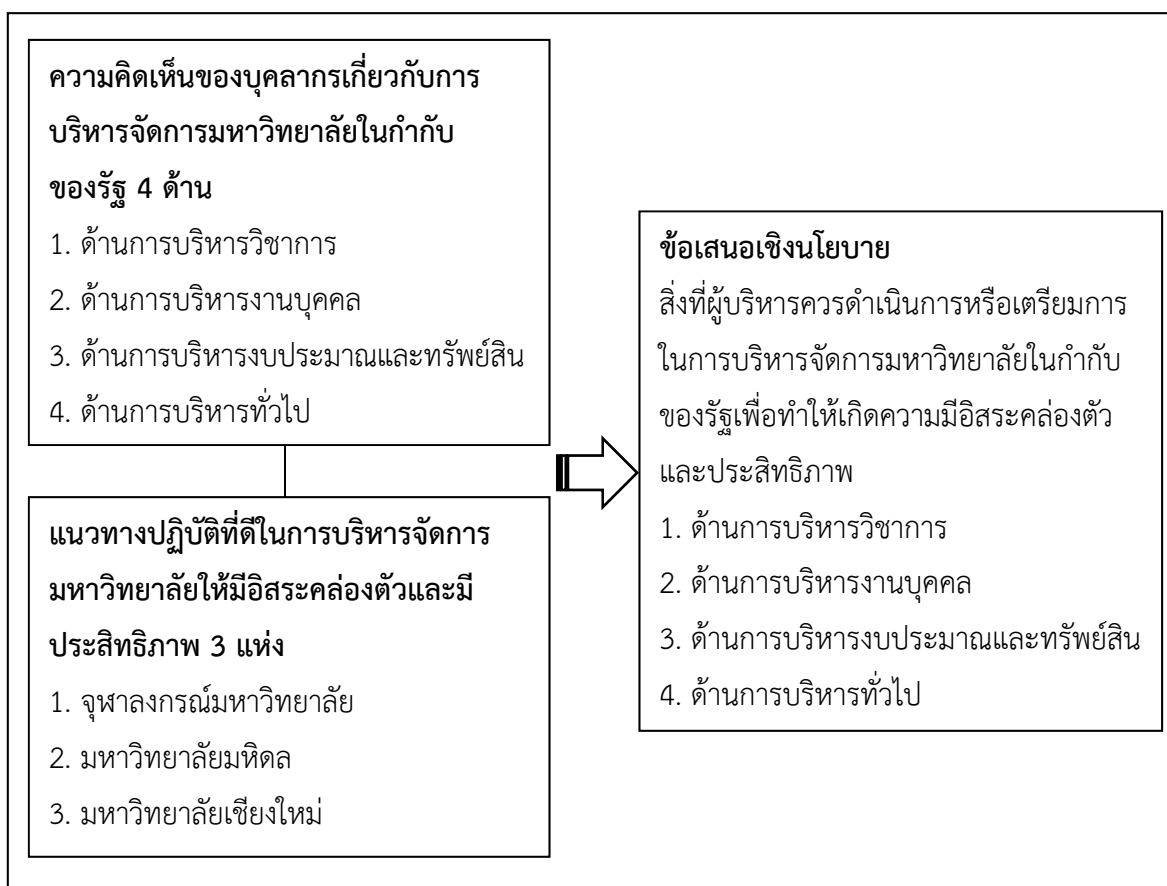 ความคิดเห็นของบุคลากรเกี่ยวกับการ
บริหารจัดการมหาวิทยาลัยในกำกับ
ของรัฐ 4 ด้าน
1. ด้านการบริหารวิชาการ
2. ด้านการบริหารงานบุคคล
3. ด้านการบริหารงบประมาณและทรัพย์สิน
4. ด้านการบริหารทั่วไป
แนวทางปฏิบัติที่ดีในการบริหารจัดการ
มหาวิทยาลัยให้มีอิสระคล่องตัวและมี
ประสิทธิภาพ 3 แห่ง
1. จุฬาลงกรณ์มหาวิทยาลัย
2. มหาวิทยาลัยมหิดล
3. มหาวิทยาลัยเชียงใหม่
ข้อเสนอเชิงนโยบาย
สิ่งที่ผู้บริหารควรดำเนินการหรือเตรียมการ
ในการบริหารจัดการมหาวิทยาลัยในกำกับ
ของรัฐเพื่อทำให้เกิดความมีอิสระคล่องตัว
และประสิทธิภาพ
1. ด้านการบริหารวิชาการ
2. ด้านการบริหารงานบุคคล
3. ด้านการบริหารงบประมาณและทรัพย์สิน
4. ด้านการบริหารทั่วไป